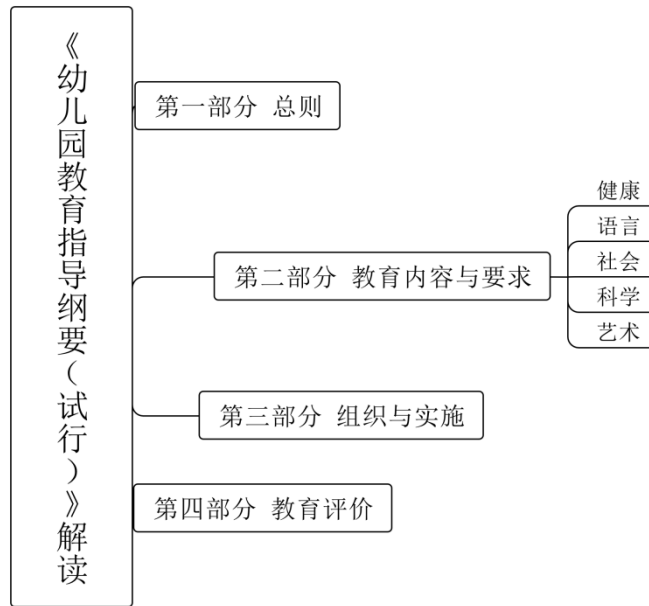 《幼儿园教育指导纲要（试行）》解读
第一部分 总则
第二部分 教育内容与要求
健康
语言
社会
科学
艺术
第三部分 组织与实施
第四部分 教育评价